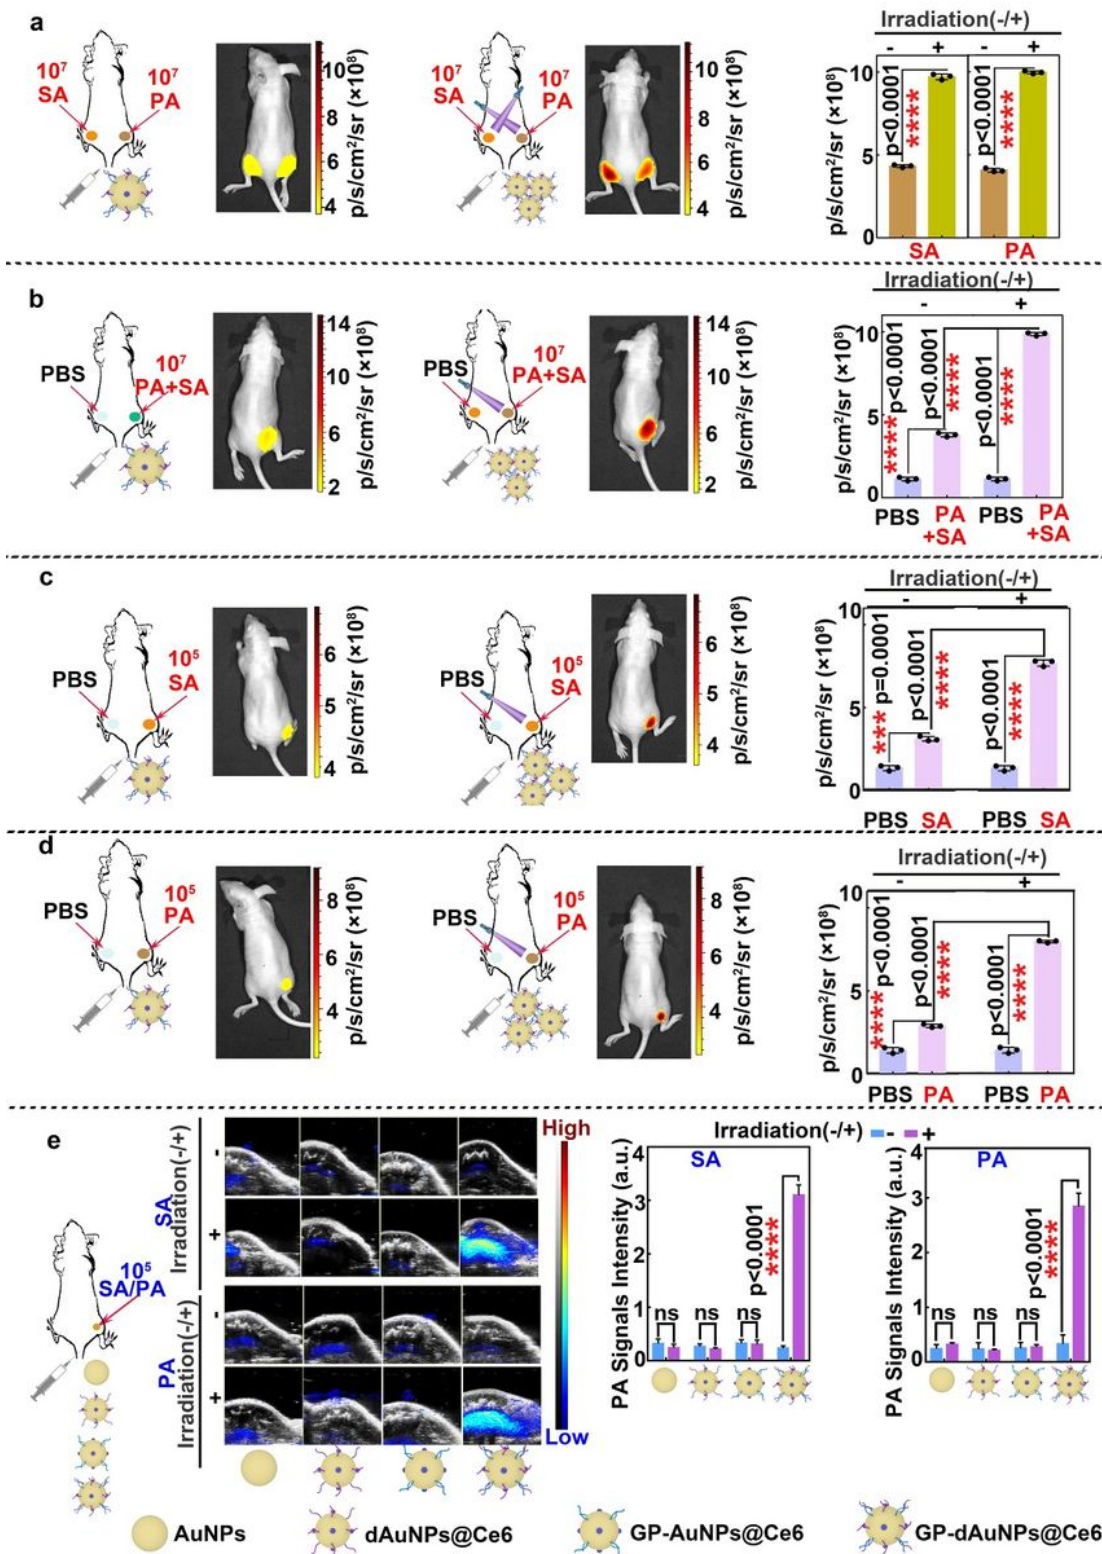 a
10⁷
SA
10⁷
PA
10
8
6
4
p/s/cm²/sr (×10⁸)
10⁷
SA
10⁷
PA
10
8
6
4
p/s/cm²/sr (×10⁸)
Irradiation(-/+)
- + - +
10
5
0
p/s/cm²/sr (×10⁸)
p<0.0001
****
p<0.0001
****
SA PA
b
PBS
10⁷
PA+SA
14
10
6
2
p/s/cm²/sr (×10⁸)
PBS
10⁷
PA+SA
14
10
6
2
p/s/cm²/sr (×10⁸)
Irradiation(-/+)
- +
10
5
0
p/s/cm²/sr (×10⁸)
****
p<0.0001
p<0.0001
****
p<0.0001
****
PBS PA PBS PA
+SA +SA
c
PBS
10⁵
SA
6
5
4
p/s/cm²/sr (×10⁸)
PBS
10⁵
SA
6
5
4
p/s/cm²/sr (×10⁸)
Irradiation(-/+)
- +
10
5
0
p/s/cm²/sr (×10⁸)
***
p=0.0001
p<0.0001
****
p<0.0001
****
PBS SA PBS SA
d
PBS
10⁵
PA
8
6
4
3
p/s/cm²/sr (×10⁸)
PBS
10⁵
PA
8
6
4
3
p/s/cm²/sr (×10⁸)
Irradiation(-/+)
- +
10
5
0
p/s/cm²/sr (×10⁸)
****
p<0.0001
p<0.0001
****
p<0.0001
****
PBS PA PBS PA
e
10⁵
SA/PA
SA
Irradiation(-/+)
-
+
PA
Irradiation(-/+)
-
+
High
Low
Irradiation(-/+) - +
SA
PA Signals Intensity (a.u.)
4
3
2
1
0
ns ns ns
p<0.0001
****
PA
PA Signals Intensity (a.u.)
4
3
2
1
0
ns ns ns
p<0.0001
****
AuNPs
dAuNPs@Ce6
GP-AuNPs@Ce6
GP-dAuNPs@Ce6